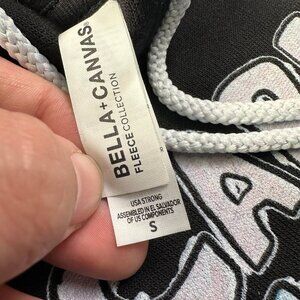 BELLA+CANVAS®
FLEECE COLLECTION
USA STRONG
ASSEMBLED IN EL SALVADOR
OF US COMPONENTS
S